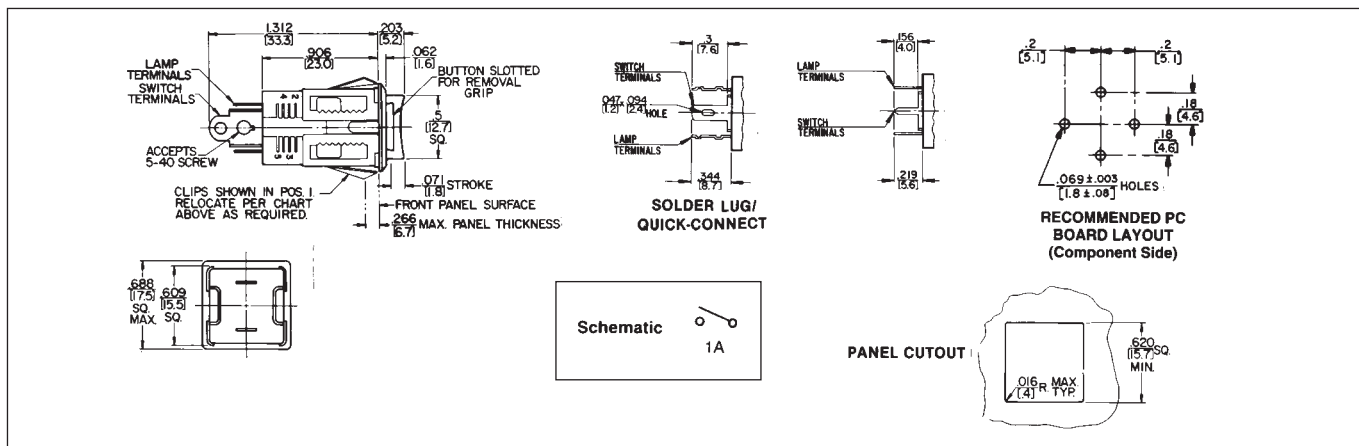 1.312
[33.3]
.203
[5.2]
.906
[23.0]
.062
[1.6]
LAMP
TERMINALS
SWITCH
TERMINALS
BUTTON SLOTTED
FOR REMOVAL
GRIP
.5
[12.7]
SQ.
ACCEPTS
5-40 SCREW
.071
[1.8]
STROKE
CLIPS SHOWN IN POS. 1.
RELOCATE PER CHART
ABOVE AS REQUIRED.
FRONT PANEL SURFACE
.266
[6.7]
MAX. PANEL THICKNESS
.3
[7.6]
SWITCH
TERMINALS
.047
[1.2]
.094
[2.4]
HOLE
LAMP
TERMINALS
.344
[8.7]
SOLDER LUG/
QUICK-CONNECT
.156
[4.0]
LAMP
TERMINALS
SWITCH
TERMINALS
.219
[5.6]
.2
[5.1]
.2
[5.1]
.18
[4.6]
.18
[4.6]
.069 ±.003
[1.8 ±.08]
HOLES
RECOMMENDED PC
BOARD LAYOUT
(Component Side)
.688
[17.5]
SQ.
MAX.
.609
[15.5]
SQ.
Schematic
1A
PANEL CUTOUT
.620
[15.7]
SQ.
MIN.
.016
[.4]
R. MAX.
TYP.